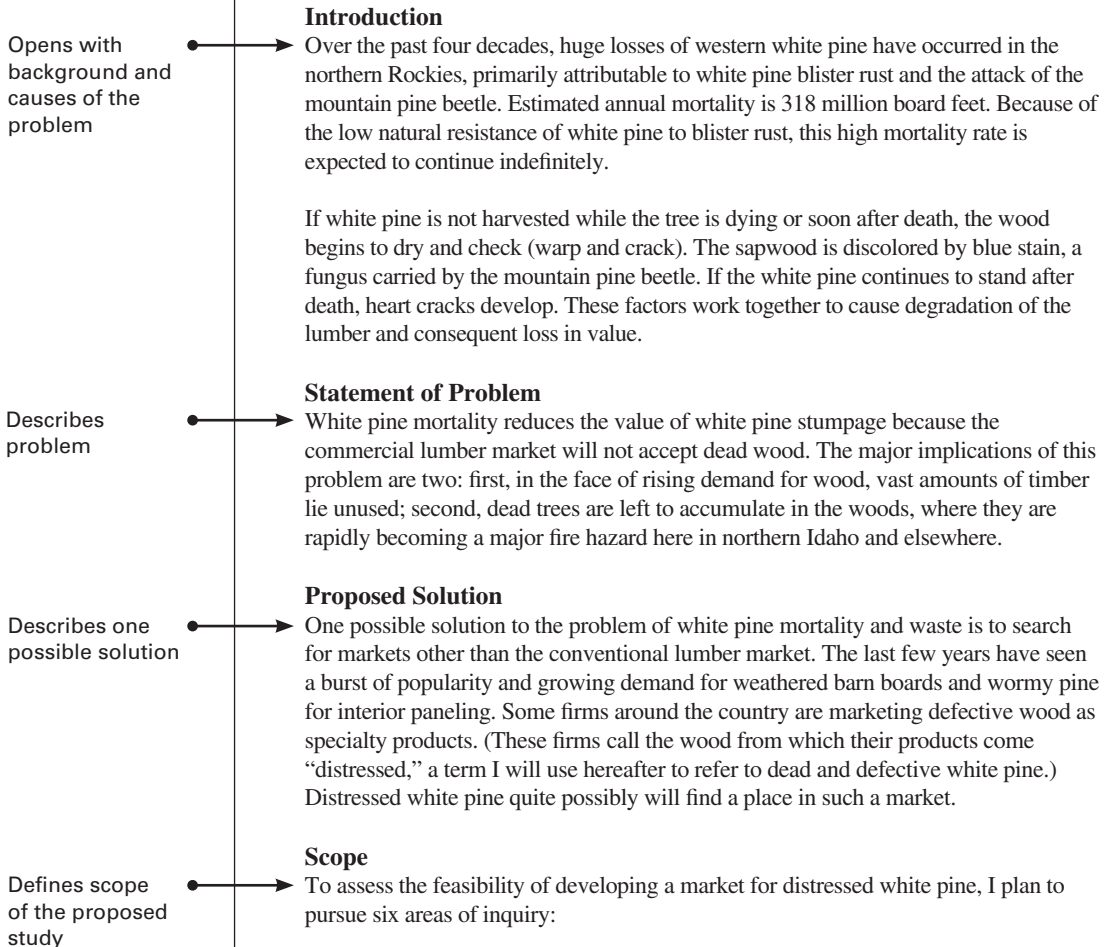 Introduction
Opens with
background and
causes of the
problem
Over the past four decades, huge losses of western white pine have occurred in the
northern Rockies, primarily attributable to white pine blister rust and the attack of the
mountain pine beetle. Estimated annual mortality is 318 million board feet. Because of
the low natural resistance of white pine to blister rust, this high mortality rate is
expected to continue indefinitely.
If white pine is not harvested while the tree is dying or soon after death, the wood
begins to dry and check (warp and crack). The sapwood is discolored by blue stain, a
fungus carried by the mountain pine beetle. If the white pine continues to stand after
death, heart cracks develop. These factors work together to cause degradation of the
lumber and consequent loss in value.
Statement of Problem
Describes
problem
White pine mortality reduces the value of white pine stumpage because the
commercial lumber market will not accept dead wood. The major implications of this
problem are two: first, in the face of rising demand for wood, vast amounts of timber
lie unused; second, dead trees are left to accumulate in the woods, where they are
rapidly becoming a major fire hazard here in northern Idaho and elsewhere.
Proposed Solution
Describes one
possible solution
One possible solution to the problem of white pine mortality and waste is to search
for markets other than the conventional lumber market. The last few years have seen
a burst of popularity and growing demand for weathered barn boards and wormy pine
for interior paneling. Some firms around the country are marketing defective wood as
specialty products. (These firms call the wood from which their products come
“distressed,” a term I will use hereafter to refer to dead and defective white pine.)
Distressed white pine quite possibly will find a place in such a market.
Scope
Defines scope
of the proposed
study
To assess the feasibility of developing a market for distressed white pine, I plan to
pursue six areas of inquiry: